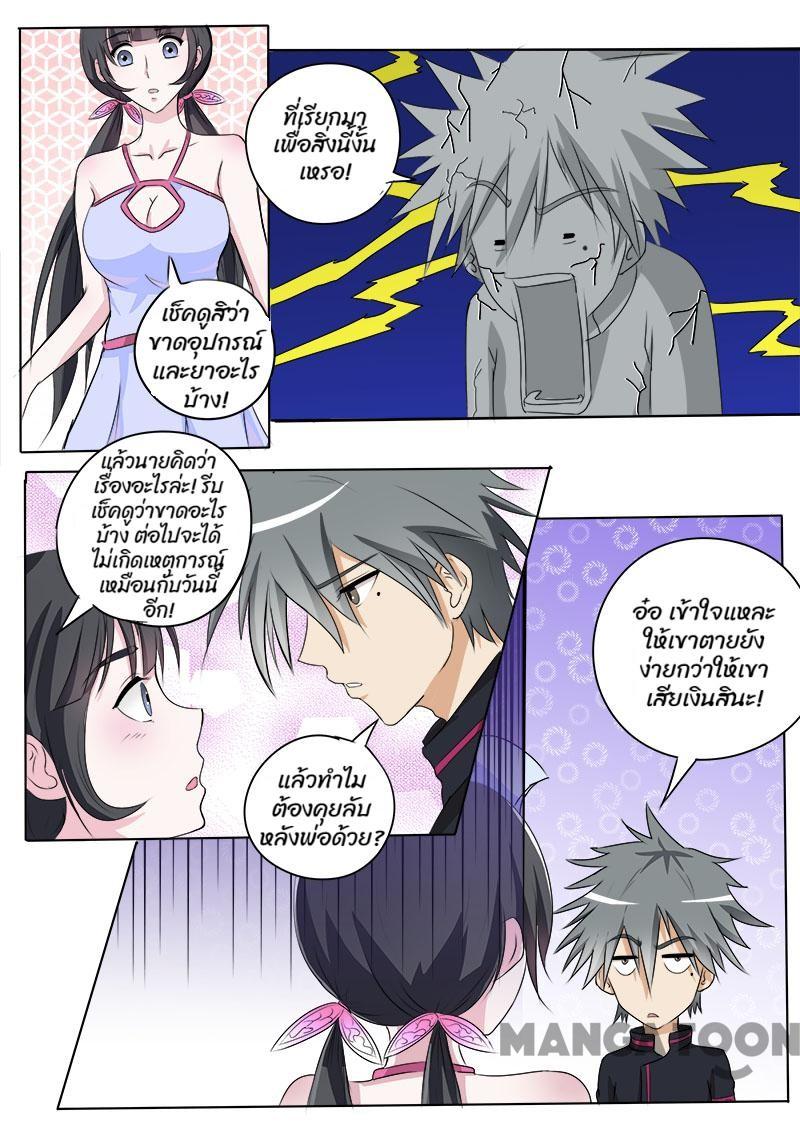 เช็คดูสิว่า
ขาดอุปกรณ์
และยาอะไร
บ้าง!
ที่เรียกมา
เพื่อสิ่งนี้งั้น
เหรอ!
แล้วนายคิดว่า
เรื่องอะไรล่ะ! รีบ
เช็คดูว่าขาดอะไร
บ้าง ต่อไปจะได้
ไม่เกิดเหตุการณ์
เหมือนกับวันนี้
อีก!
แล้วทำไม
ต้องคุยลับ
หลังพ่อด้วย?
อ๋อ เข้าใจแหละ
ให้เขาตายยัง
ง่ายกว่าให้เขา
เสียเงินสินะ!
MANGATOON